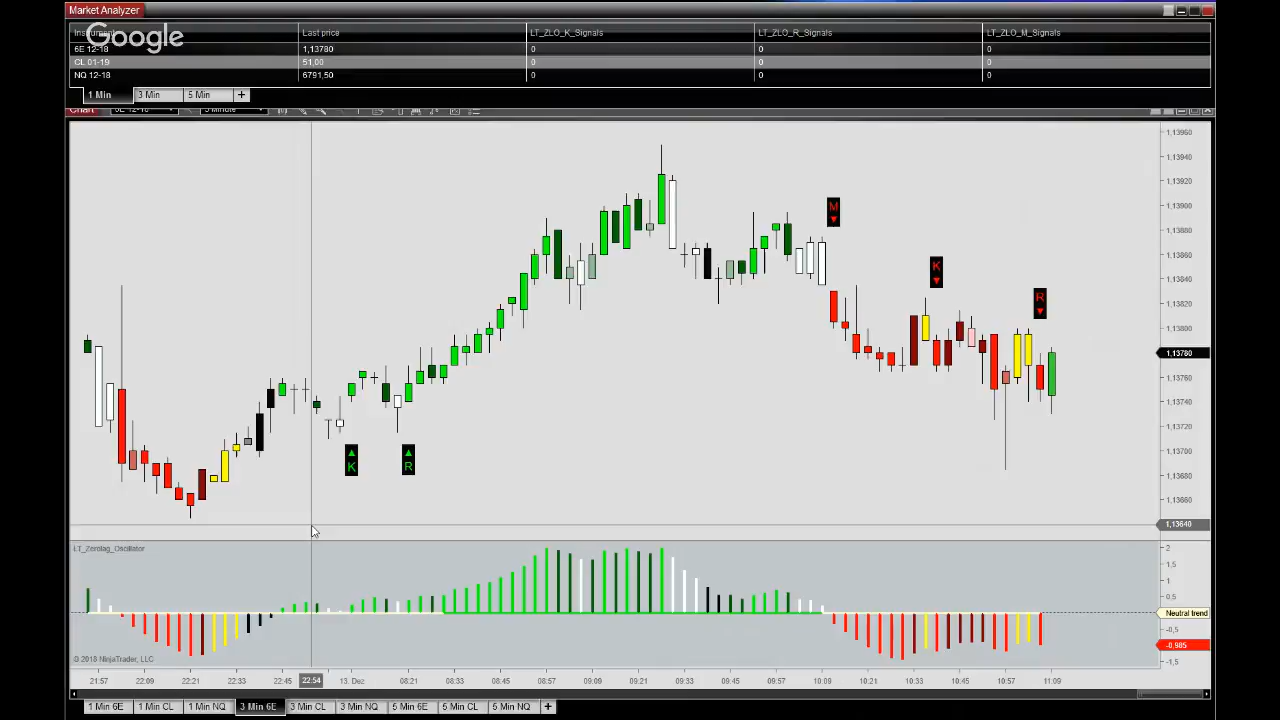 Market Analyzer
Google
Instrument Last price LT_ZLO_K_Signals LT_ZLO_R_Signals LT_ZLO_M_Signals
6E 12-18 1,13780 0 0 0
CL 01-19 51,00 0 0 0
NQ 12-18 6791,50 0 0 0
1 Min 3 Min 5 Min +
Chart 6E 12-18 3 Minute
1,13960
1,13940
1,13920
M
1,13900
1,13880
K
1,13860
1,13840
R
1,13820
1,13800
1,13780
1,13760
1,13740
1,13720
K R
1,13700
1,13680
1,13660
1,13640
LT_Zerolag_Oscillator
2
1,5
1
0,5
Neutral trend
-0,5
-0,985
-1,5
© 2018 NinjaTrader, LLC
21:57 22:09 22:21 22:33 22:45 22:54 13. Dez 08:21 08:33 08:45 08:57 09:09 09:21 09:33 09:45 09:57 10:09 10:21 10:33 10:45 10:57 11:09
1 Min 6E 1 Min CL 1 Min NQ 3 Min 6E 3 Min CL 3 Min NQ 5 Min 6E 5 Min CL 5 Min NQ +